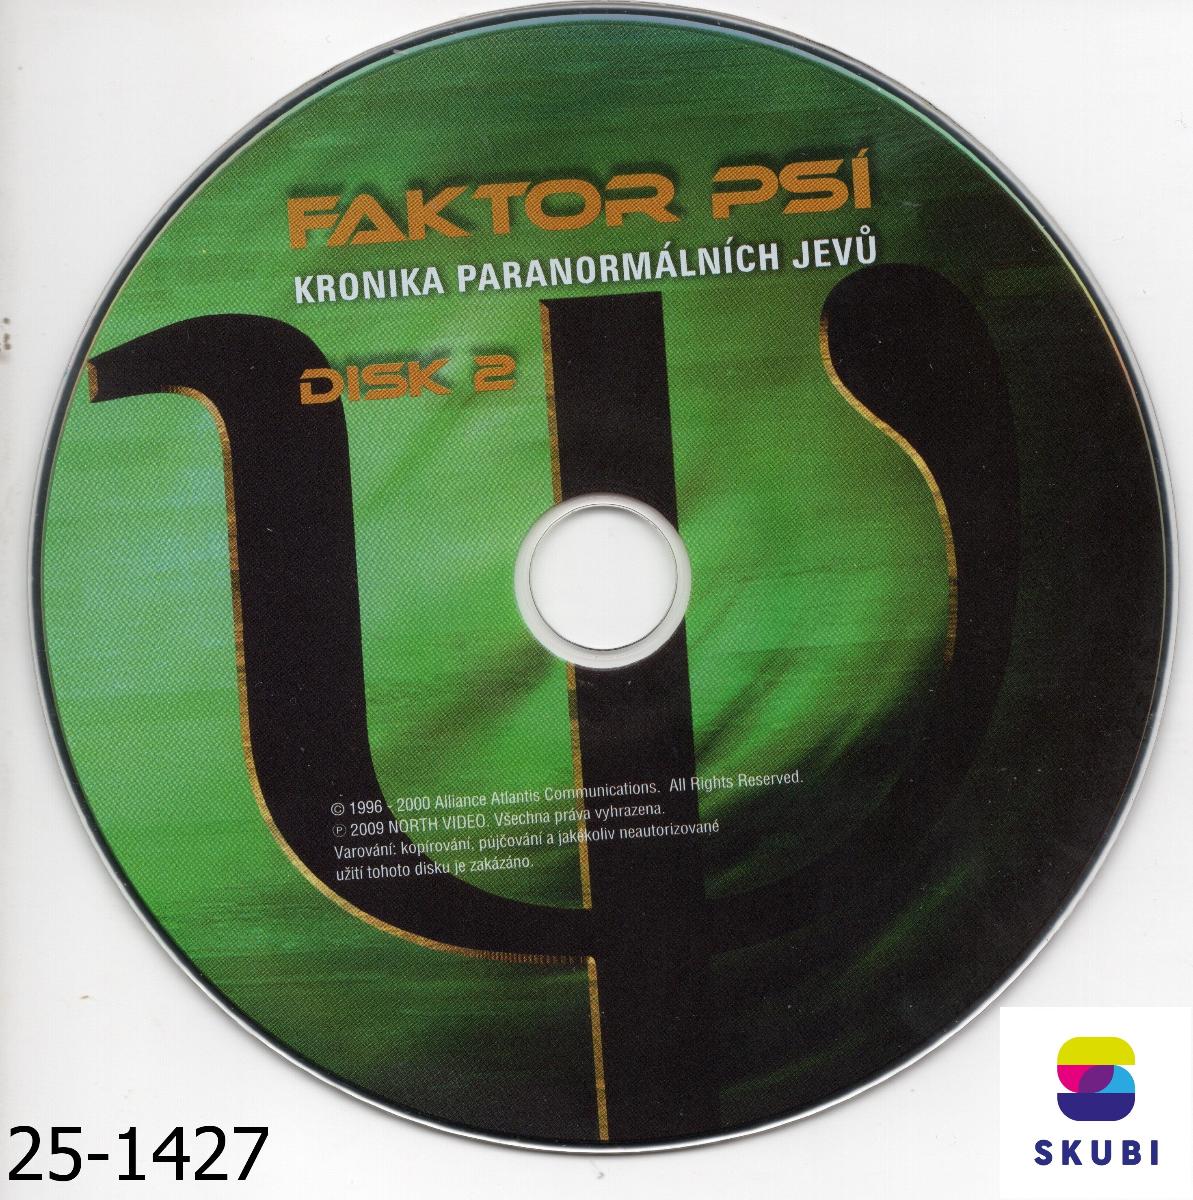 FAKTOR PSÍ
KRONIKA PARANORMÁLNÍCH JEVŮ
DISK 2
© 1996 - 2000 Alliance Atlantis Communications. All Rights Reserved.
℗ 2009 NORTH VIDEO. Všechna práva vyhrazena.
Varování: kopírování, půjčování a jakékoliv neautorizované
užití tohoto disku je zakázáno.
25-1427
SKUBI